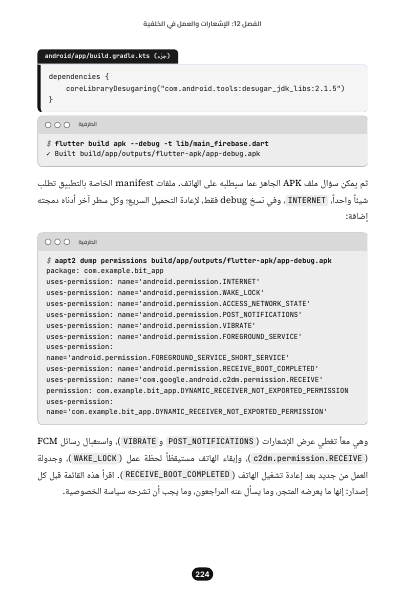 الفصل 12: الإشعارات والعمل في الخلفية
android/app/build.gradle.kts (جزء)
dependencies {
    coreLibraryDesugaring("com.android.tools:desugar_jdk_libs:2.1.5")
}
الطرفية
$ flutter build apk --debug -t lib/main_firebase.dart
✓ Built build/app/outputs/flutter-apk/app-debug.apk
ثم يمكن سؤال ملف APK الجاهز عما سيطلبه على الهاتف. ملفات manifest الخاصة بالتطبيق تطلب
شيئاً واحداً، INTERNET، وفي نسخ debug فقط، لإعادة التحميل السريع؛ وكل سطر آخر أدناه دمجته
إضافة:
الطرفية
$ aapt2 dump permissions build/app/outputs/flutter-apk/app-debug.apk
package: com.example.bit_app
uses-permission: name='android.permission.INTERNET'
uses-permission: name='android.permission.WAKE_LOCK'
uses-permission: name='android.permission.ACCESS_NETWORK_STATE'
uses-permission: name='android.permission.POST_NOTIFICATIONS'
uses-permission: name='android.permission.VIBRATE'
uses-permission: name='android.permission.FOREGROUND_SERVICE'
uses-permission:
name='android.permission.FOREGROUND_SERVICE_SHORT_SERVICE'
uses-permission: name='android.permission.RECEIVE_BOOT_COMPLETED'
uses-permission: name='com.google.android.c2dm.permission.RECEIVE'
permission: com.example.bit_app.DYNAMIC_RECEIVER_NOT_EXPORTED_PERMISSION
uses-permission:
name='com.example.bit_app.DYNAMIC_RECEIVER_NOT_EXPORTED_PERMISSION'
وهي معاً تغطي عرض الإشعارات (POST_NOTIFICATIONS و VIBRATE)، واستقبال رسائل FCM
(c2dm.permission.RECEIVE)، وإبقاء الهاتف مستيقظاً لحظة عمل (WAKE_LOCK)، وجدولة
العمل من جديد بعد إعادة تشغيل الهاتف (RECEIVE_BOOT_COMPLETED). اقرأ هذه القائمة قبل كل
إصدار: إنها ما يعرضه المتجر، وما يسأل عنه المراجعون، وما يجب أن تشرحه سياسة الخصوصية.
224